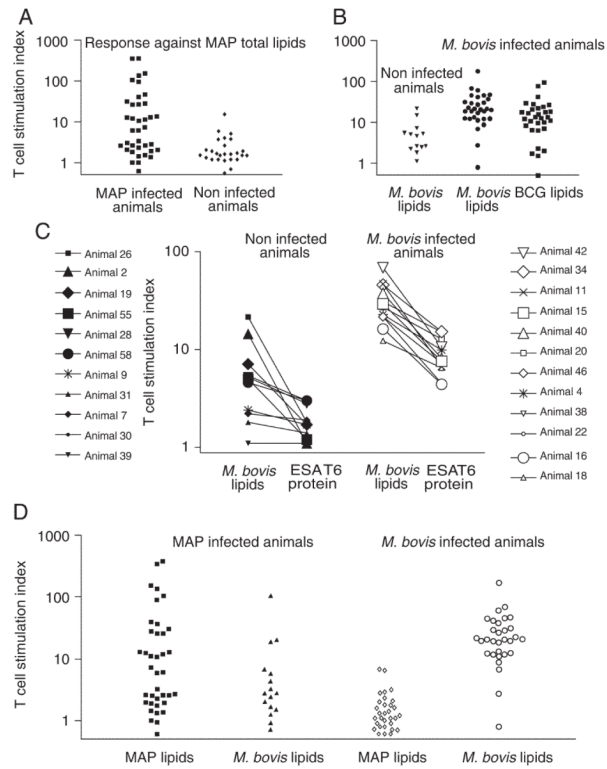 A
T cell stimulation index
1000
100
10
1
Response against MAP total lipids
MAP infected
animals
Non infected
animals
B
1000
100
10
1
M. bovis infected animals
Non infected
animals
M. bovis
lipids
M. bovis
lipids
BCG lipids
C
Animal 26
Animal 2
Animal 19
Animal 55
Animal 28
Animal 58
Animal 9
Animal 31
Animal 7
Animal 30
Animal 39
T cell stimulation index
100
10
1
Non infected
animals
M. bovis infected
animals
M. bovis
lipids
ESAT6
protein
M. bovis
lipids
ESAT6
protein
Animal 42
Animal 34
Animal 11
Animal 15
Animal 40
Animal 20
Animal 46
Animal 4
Animal 38
Animal 22
Animal 16
Animal 18
D
T cell stimulation index
1000
100
10
1
MAP infected animals
M. bovis infected animals
MAP lipids
M. bovis lipids
MAP lipids
M. bovis lipids